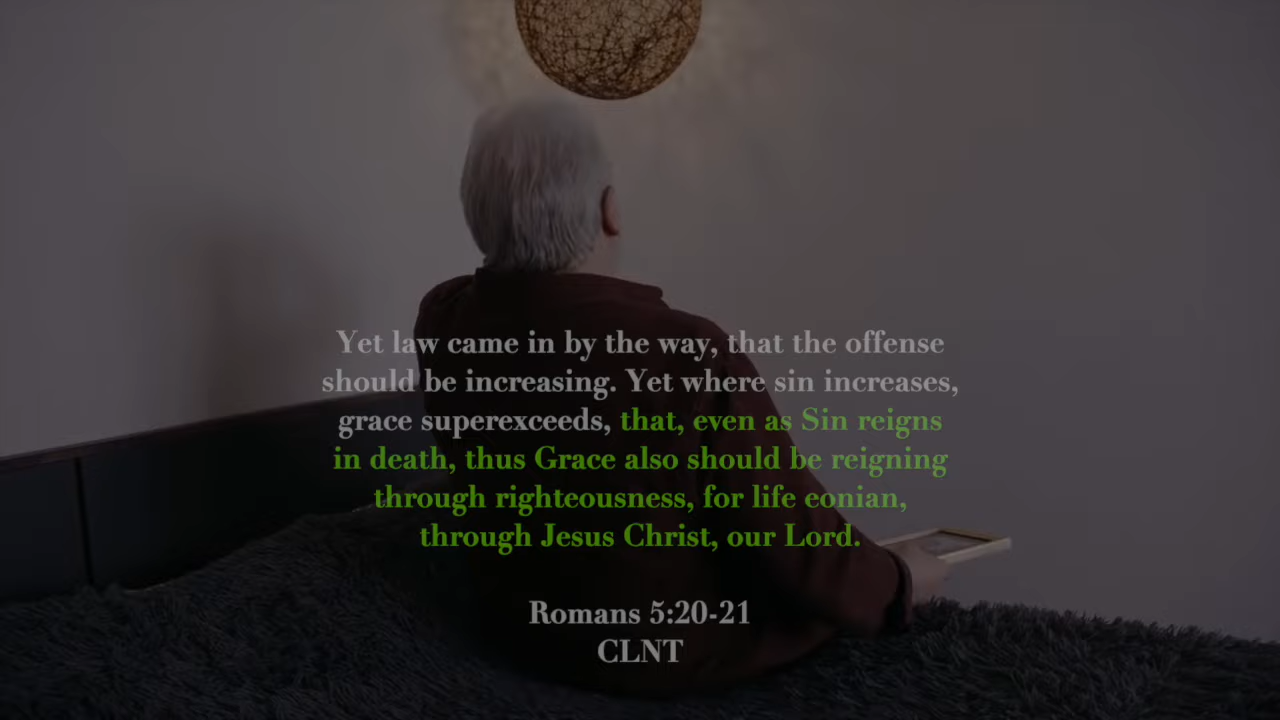 Yet law came in by the way, that the offense
should be increasing. Yet where sin increases,
grace superexceeds, that, even as Sin reigns
in death, thus Grace also should be reigning
through righteousness, for life eonian,
through Jesus Christ, our Lord.
Romans 5:20-21
CLNT